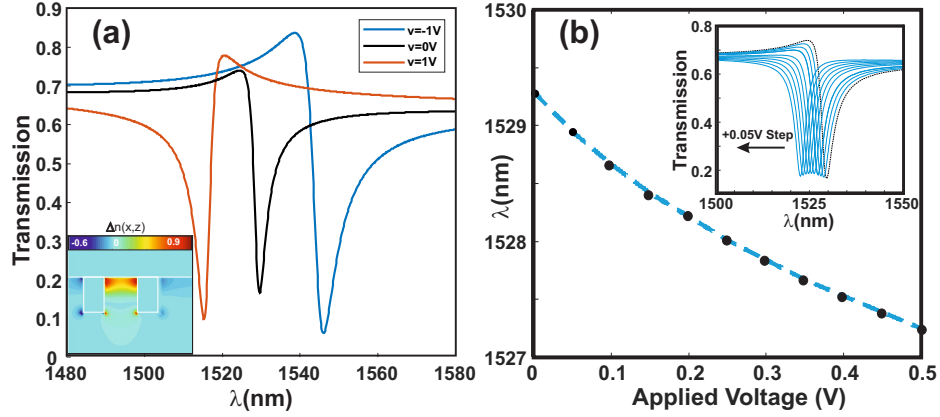 (a)
v=-1V
v=0V
v=1V
Transmission
0.9
0.8
0.7
0.6
0.5
0.4
0.3
0.2
0.1
0
Δn(x,z)
-0.6 0 0.9
1480 1500 1520 1540 1560 1580
λ(nm)
(b)
λ(nm)
1530
1529
1528
1527
0 0.1 0.2 0.3 0.4 0.5
Applied Voltage (V)
Transmission
0.8
0.6
0.4
0.2
+0.05V Step
1500 1525 1550
λ(nm)